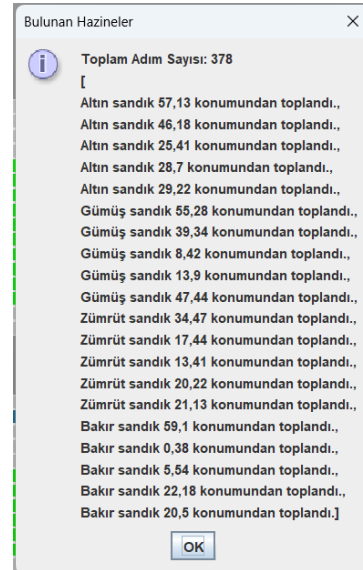 Bulunan Hazineler
Toplam Adım Sayısı: 378
[
Altın sandık 57,13 konumundan toplandı.,
Altın sandık 46,18 konumundan toplandı.,
Altın sandık 25,41 konumundan toplandı.,
Altın sandık 28,7 konumundan toplandı.,
Altın sandık 29,22 konumundan toplandı.,
Gümüş sandık 55,28 konumundan toplandı.,
Gümüş sandık 39,34 konumundan toplandı.,
Gümüş sandık 8,42 konumundan toplandı.,
Gümüş sandık 13,9 konumundan toplandı.,
Gümüş sandık 47,44 konumundan toplandı.,
Zümrüt sandık 34,47 konumundan toplandı.,
Zümrüt sandık 17,44 konumundan toplandı.,
Zümrüt sandık 13,41 konumundan toplandı.,
Zümrüt sandık 20,22 konumundan toplandı.,
Zümrüt sandık 21,13 konumundan toplandı.,
Bakır sandık 59,1 konumundan toplandı.,
Bakır sandık 0,38 konumundan toplandı.,
Bakır sandık 5,54 konumundan toplandı.,
Bakır sandık 22,18 konumundan toplandı.,
Bakır sandık 20,5 konumundan toplandı.]
OK